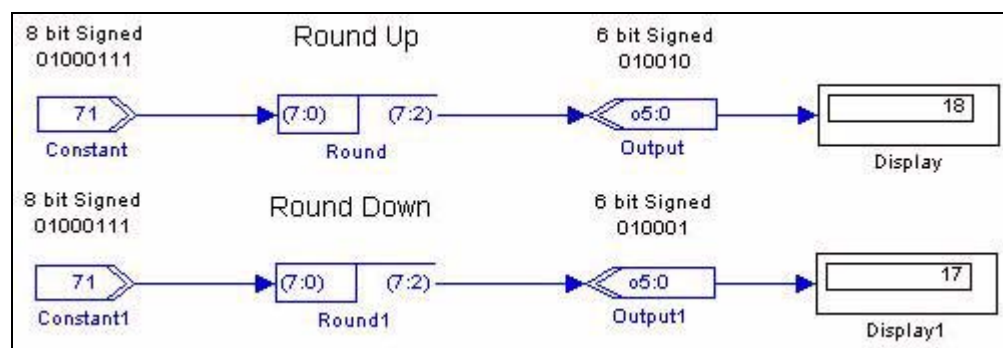 8 bit Signed
01000111
Round Up
6 bit Signed
010010
71
(7:0)
(7:2)
o5:0
18
Constant
Round
Output
Display
8 bit Signed
01000111
Round Down
6 bit Signed
010001
71
(7:0)
(7:2)
o5:0
17
Constant1
Round1
Output1
Display1